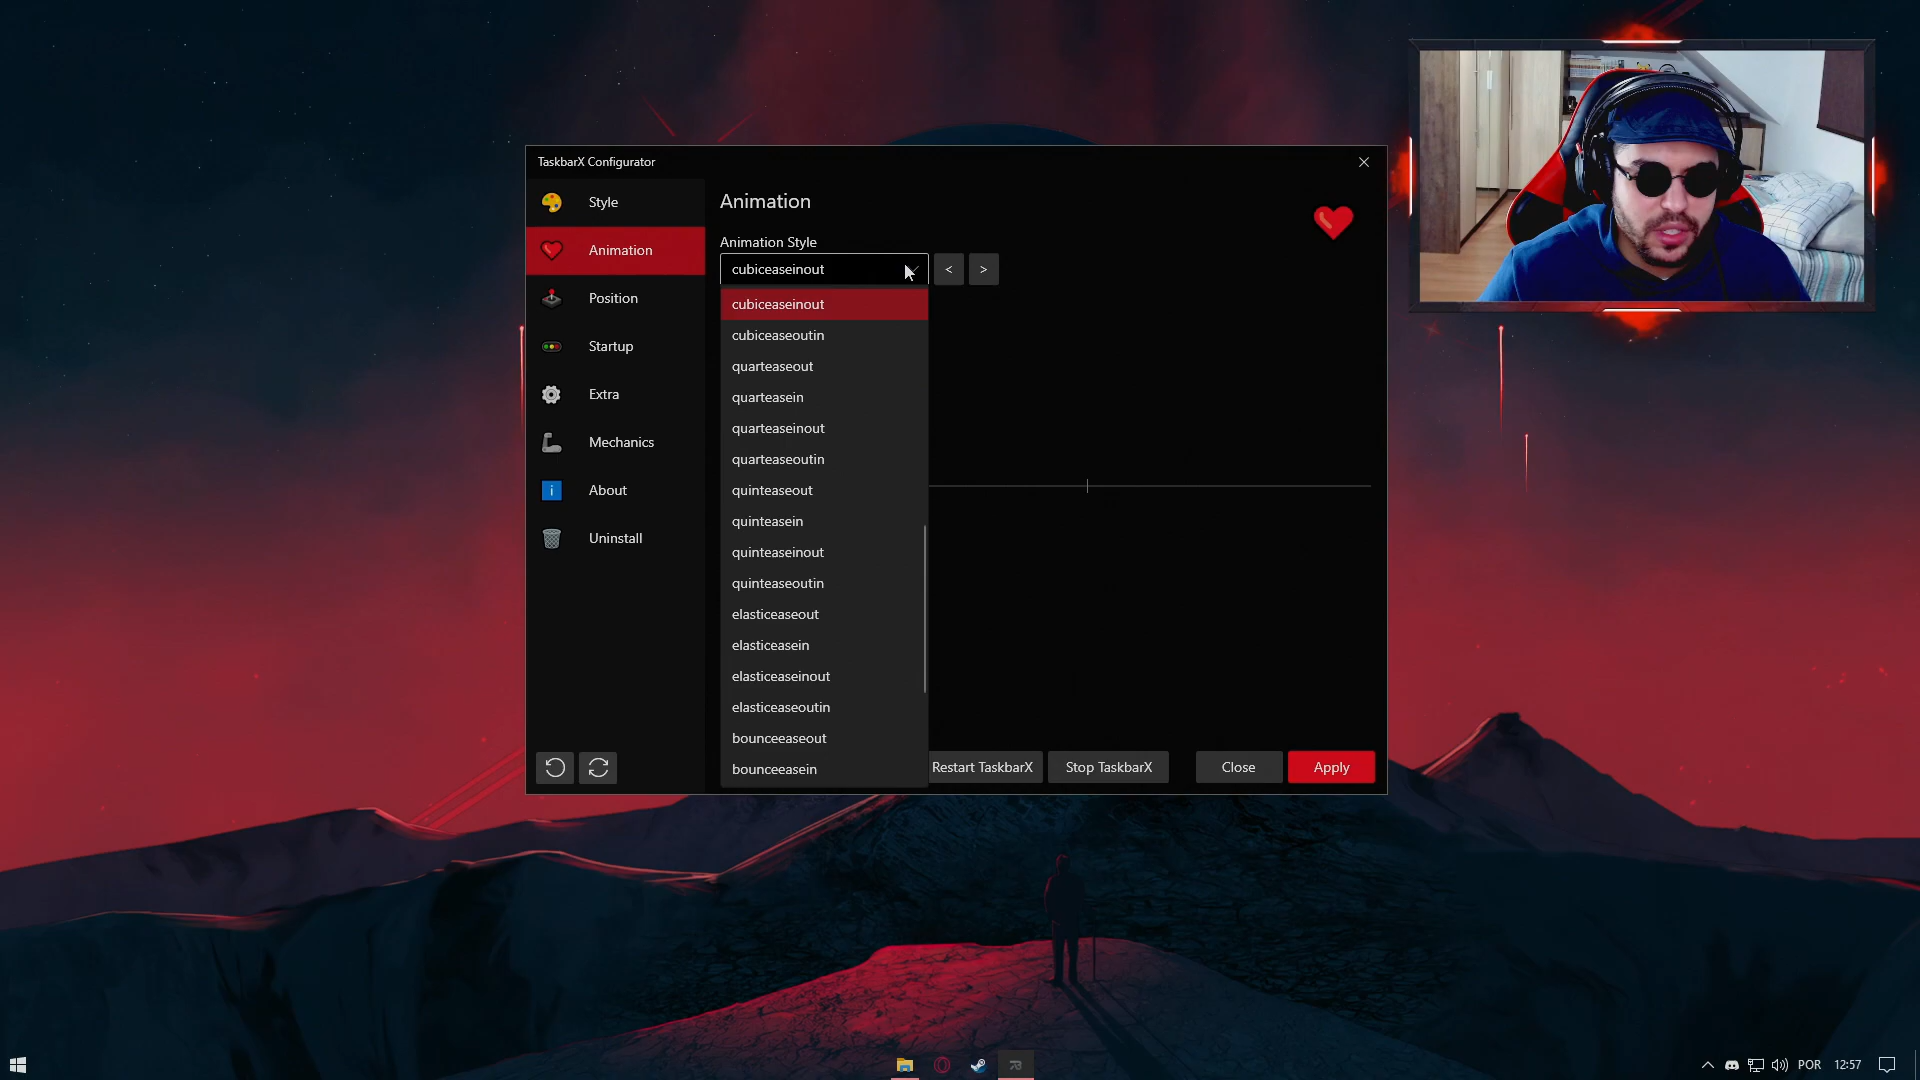 TaskbarX Configurator
Style
Animation
Position
Startup
Extra
Mechanics
About
Uninstall
Animation
Animation Style
cubiceaseinout
<
>
cubiceaseinout
cubiceaseoutin
quarteaseout
quarteasein
quarteaseinout
quarteaseoutin
quinteaseout
quinteasein
quinteaseinout
quinteaseoutin
elasticeaseout
elasticeasein
elasticeaseinout
elasticeaseoutin
bounceeaseout
bounceeasein
Restart TaskbarX
Stop TaskbarX
Close
Apply
POR
12:57